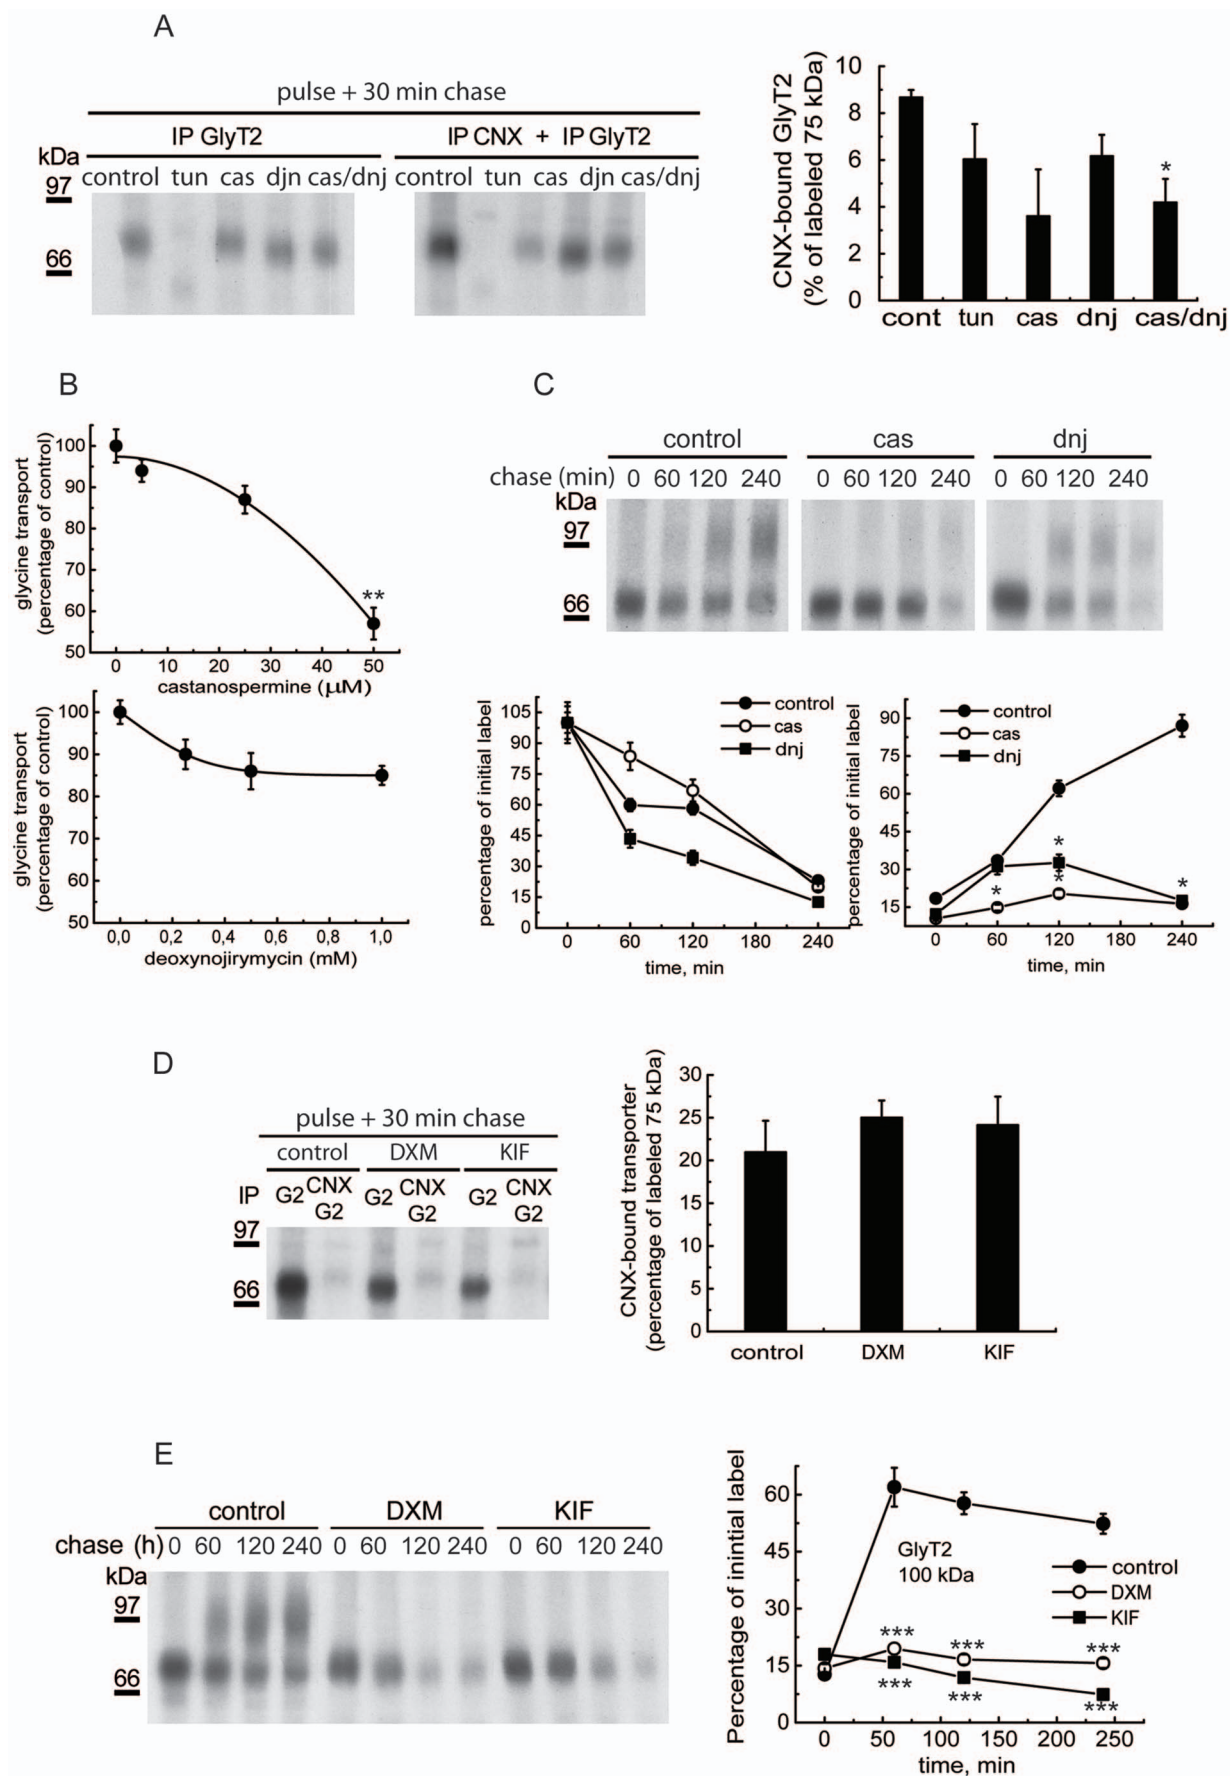 A
pulse + 30 min chase
IP GlyT2
IP CNX + IP GlyT2
kDa
control tun cas djn cas/dnj control tun cas djn cas/dnj
97
66
CNX-bound GlyT2
(% of labeled 75 kDa)
10
8
6
4
2
0
*
cont tun cas dnj cas/dnj
B
glycine transport
(percentage of control)
100
90
80
70
60
50
**
0 10 20 30 40 50
castanospermine (μM)
glycine transport
(percentage of control)
100
90
80
70
60
50
0,0 0,2 0,4 0,6 0,8 1,0
deoxynojirymycin (mM)
C
control cas dnj
chase (min) 0 60 120 240 0 60 120 240 0 60 120 240
kDa
97
66
percentage of initial label
105
90
75
60
45
30
15
0
control
cas
dnj
0 60 120 180 240
time, min
percentage of initial label
90
75
60
45
30
15
control
cas
dnj
*
*
*
*
0 60 120 180 240
time, min
D
pulse + 30 min chase
control DXM KIF
IP G2 CNX G2 CNX G2 CNX
G2 G2 G2
97
66
CNX-bound transporter
(percentage of labeled 75 kDa)
30
25
20
15
10
5
0
control DXM KIF
E
control DXM KIF
chase (h) 0 60 120 240 0 60 120 240 0 60 120 240
kDa
97
66
Percentage of inintial label
60
45
30
15
0
GlyT2
100 kDa
control
DXM
KIF
*** *** ***
*** *** ***
0 50 100 150 200 250
time, min